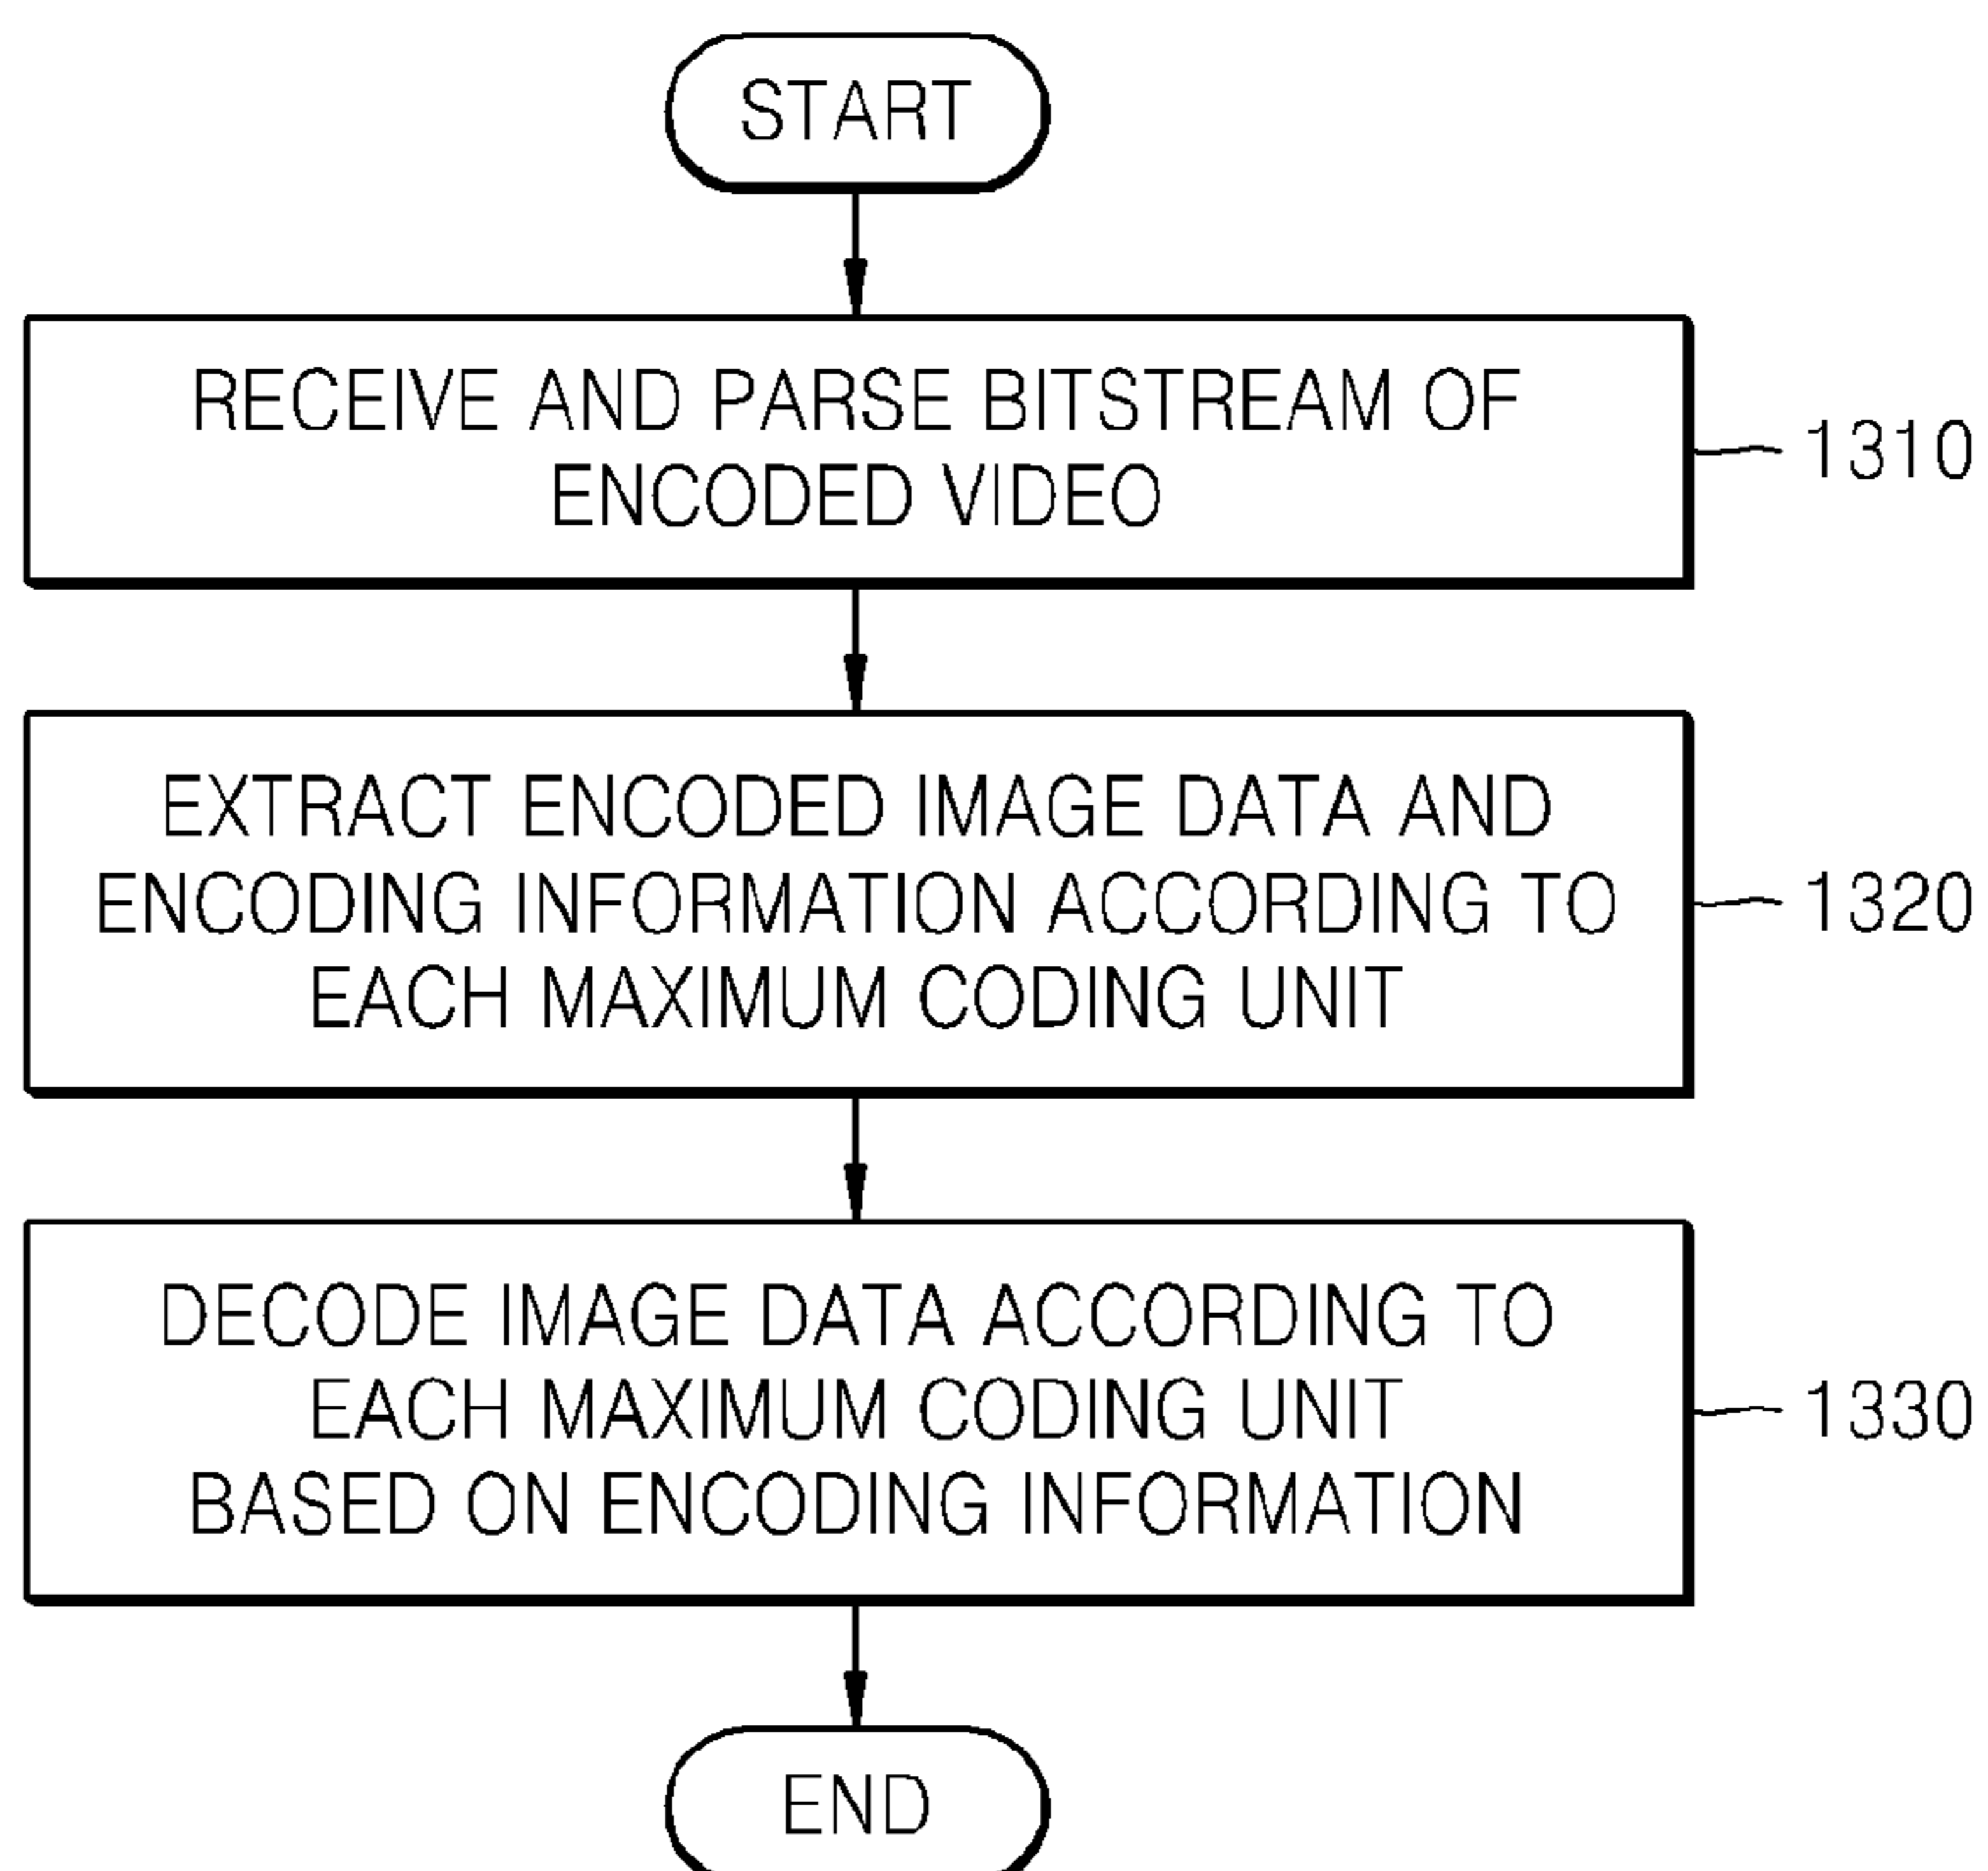 START
RECEIVE AND PARSE BITSTREAM OF
ENCODED VIDEO
1310
EXTRACT ENCODED IMAGE DATA AND
ENCODING INFORMATION ACCORDING TO
EACH MAXIMUM CODING UNIT
1320
DECODE IMAGE DATA ACCORDING TO
EACH MAXIMUM CODING UNIT
BASED ON ENCODING INFORMATION
1330
END